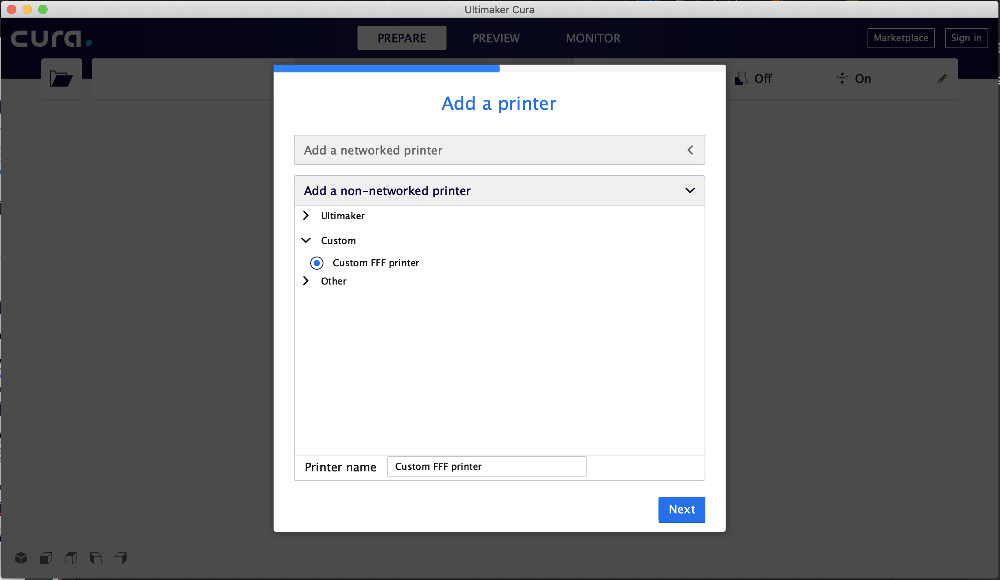 Ultimaker Cura
cura.
PREPARE
PREVIEW
MONITOR
Marketplace
Sign in
Off
On
Add a printer
Add a networked printer
Add a non-networked printer
Ultimaker
Custom
Custom FFF printer
Other
Printer name
Custom FFF printer
Next